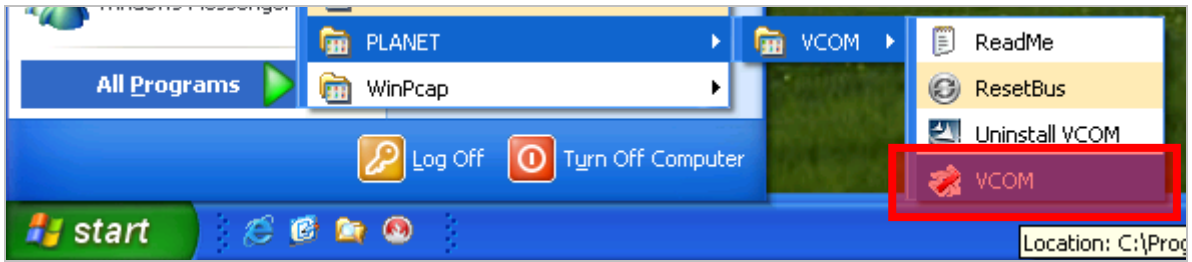 Windows Messenger
PLANET
VCOM
ReadMe
All Programs
WinPcap
ResetBus
Uninstall VCOM
Log Off
Turn Off Computer
VCOM
start
Location: C:\Prog